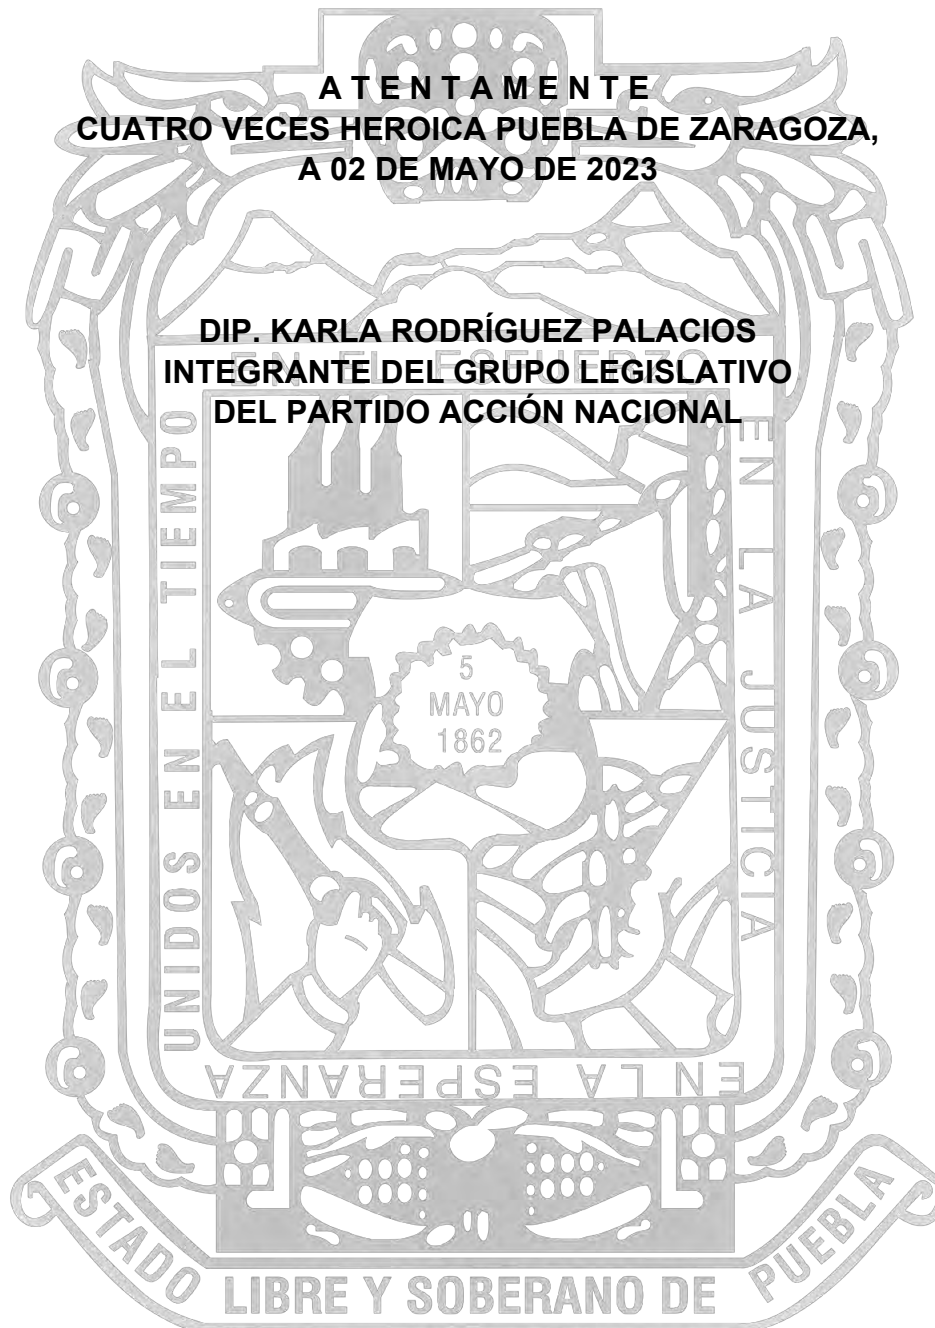 A T E N T A M E N T E
CUATRO VECES HEROICA PUEBLA DE ZARAGOZA,
A 02 DE MAYO DE 2023
DIP. KARLA RODRÍGUEZ PALACIOS
INTEGRANTE DEL GRUPO LEGISLATIVO
DEL PARTIDO ACCIÓN NACIONAL
UNIDOS EN EL TIEMPO
EN EL ESFUERZO
EN LA JUSTICIA
EN LA ESPERANZA
5
MAYO
1862
ESTADO LIBRE Y SOBERANO DE PUEBLA